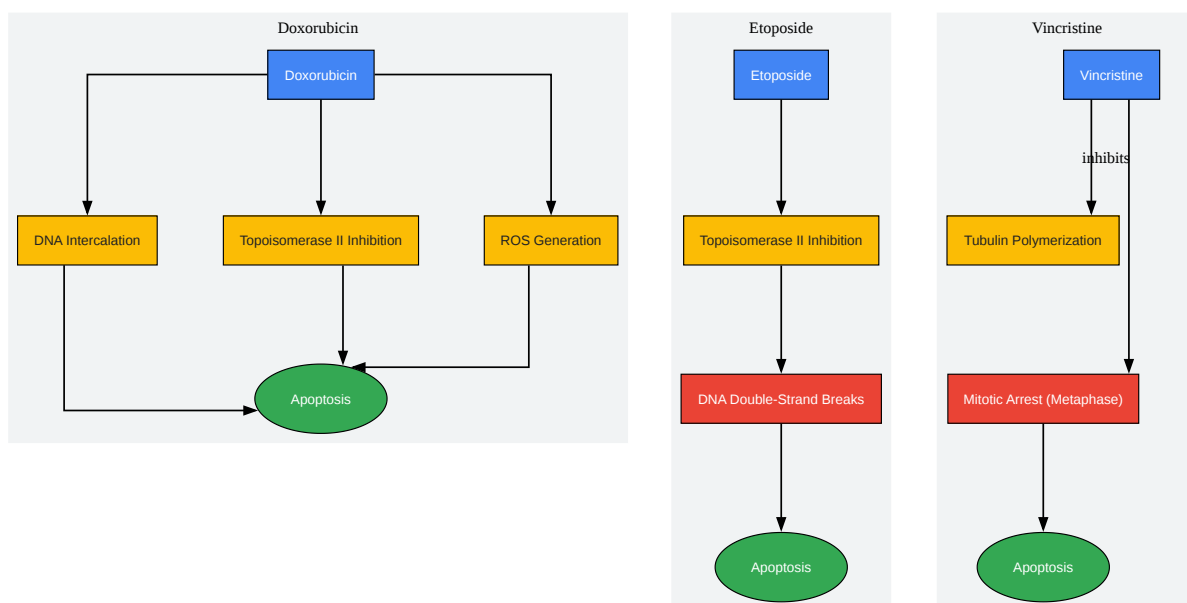 Doxorubicin
Doxorubicin
DNA Intercalation
Topoisomerase II Inhibition
ROS Generation
Apoptosis
Etoposide
Etoposide
Topoisomerase II Inhibition
DNA Double-Strand Breaks
Apoptosis
Vincristine
Vincristine
inhibits
Tubulin Polymerization
Mitotic Arrest (Metaphase)
Apoptosis